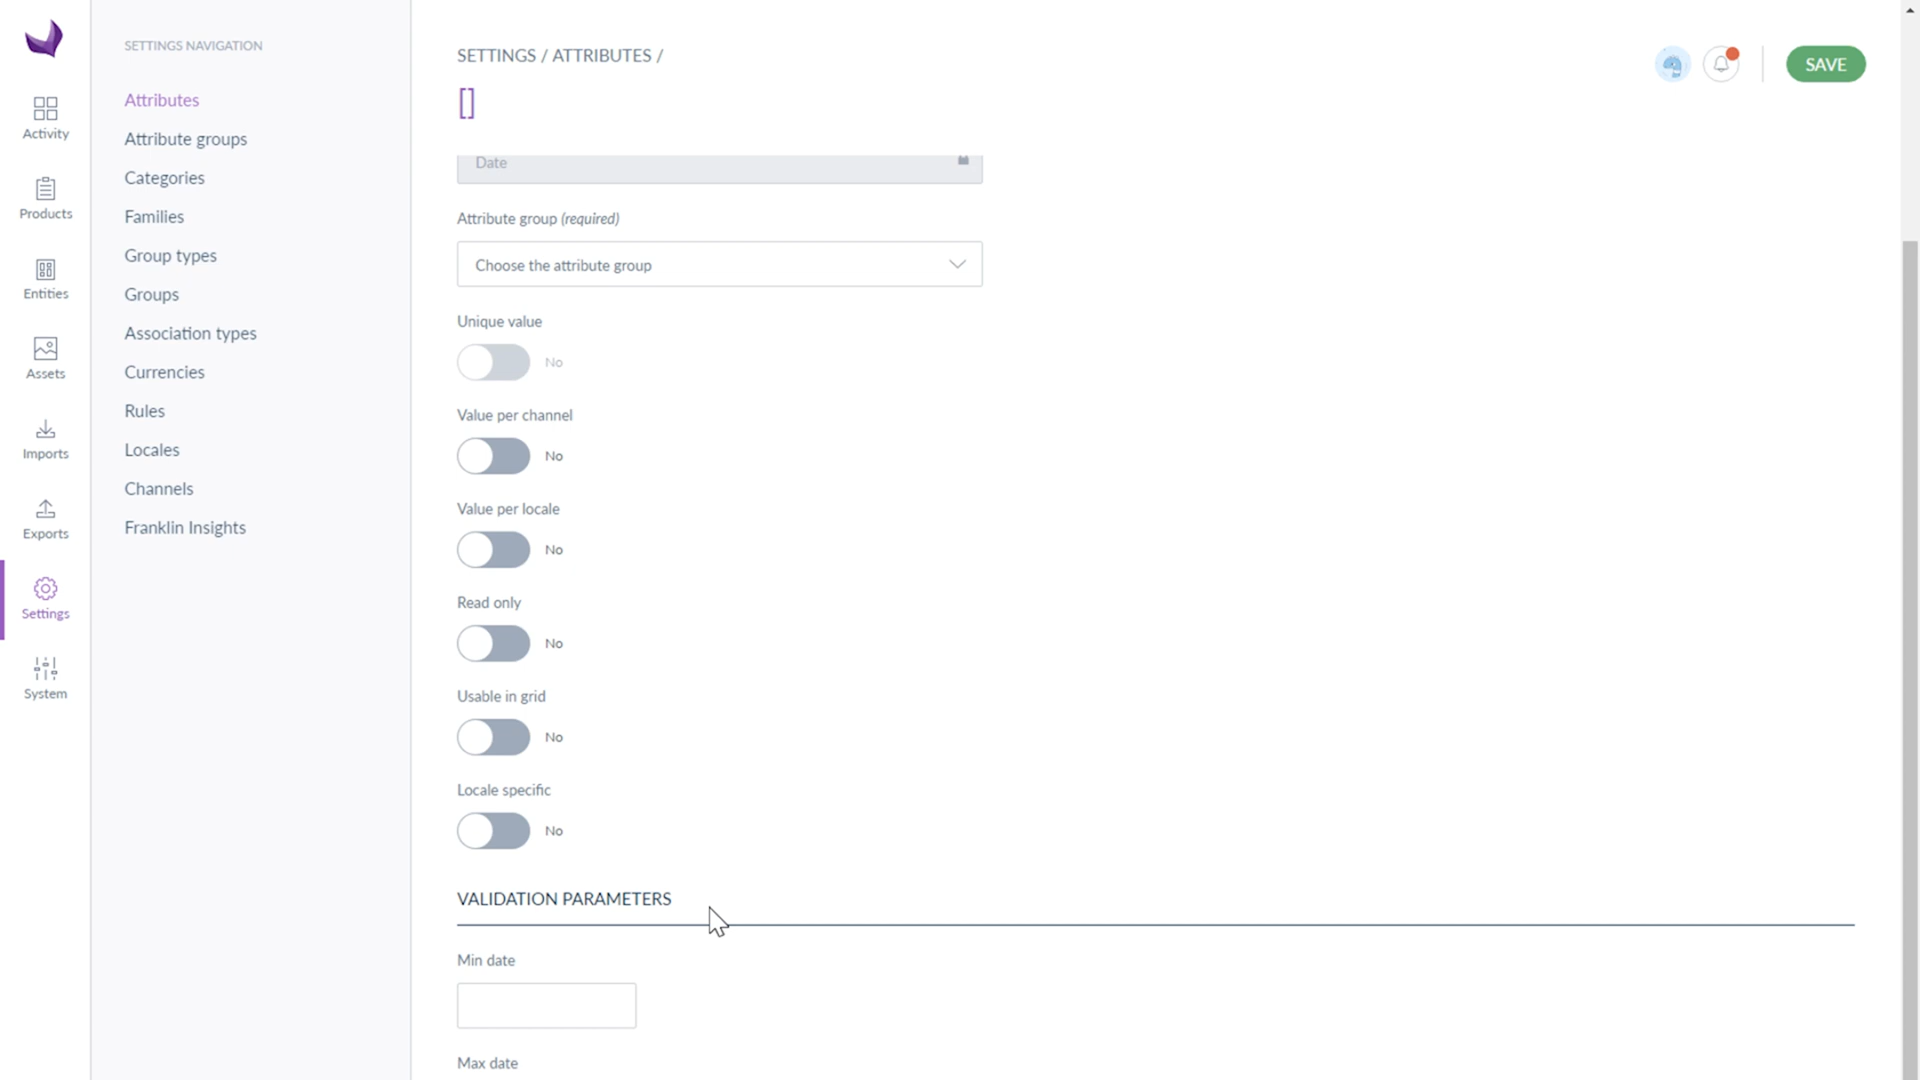 SETTINGS NAVIGATION
Attributes
Attribute groups
Categories
Families
Group types
Groups
Association types
Currencies
Rules
Locales
Channels
Franklin Insights
Activity
Products
Entities
Assets
Imports
Exports
Settings
System
SETTINGS / ATTRIBUTES /
[]
SAVE
Date
Attribute group (required)
Choose the attribute group
Unique value
No
Value per channel
No
Value per locale
No
Read only
No
Usable in grid
No
Locale specific
No
VALIDATION PARAMETERS
Min date
Max date